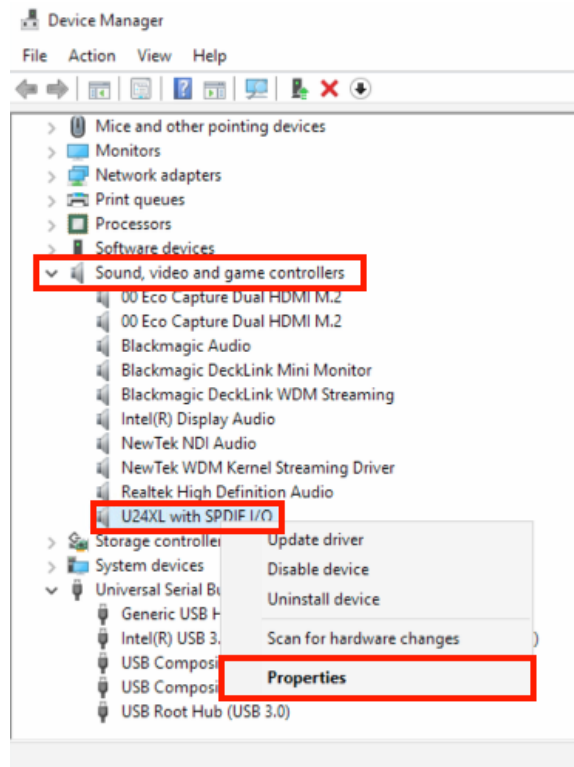 Device Manager
File Action View Help
Mice and other pointing devices
Monitors
Network adapters
Print queues
Processors
Software devices
Sound, video and game controllers
00 Eco Capture Dual HDMI M.2
00 Eco Capture Dual HDMI M.2
Blackmagic Audio
Blackmagic DeckLink Mini Monitor
Blackmagic DeckLink WDM Streaming
Intel(R) Display Audio
NewTek NDI Audio
NewTek WDM Kernel Streaming Driver
Realtek High Definition Audio
U24XL with SPDIF I/O
Storage controlle
System devices
Universal Serial Bu
Generic USB H
Intel(R) USB 3. )
USB Composi
USB Composi
USB Root Hub (USB 3.0)
Update driver
Disable device
Uninstall device
Scan for hardware changes
Properties